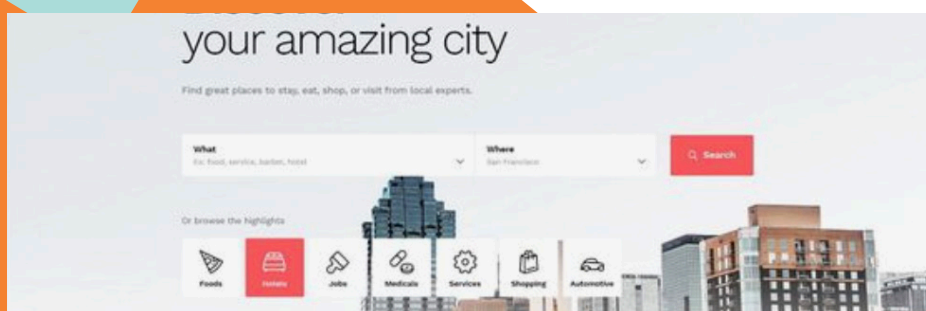 your amazing city
Find great places to stay, eat, shop, or visit from local experts.
What
Ex: food, service, barber, hotel
Where
San Francisco
Search
Or browse the highlights
Foods
Hotels
Jobs
Medicals
Services
Shopping
Automotive